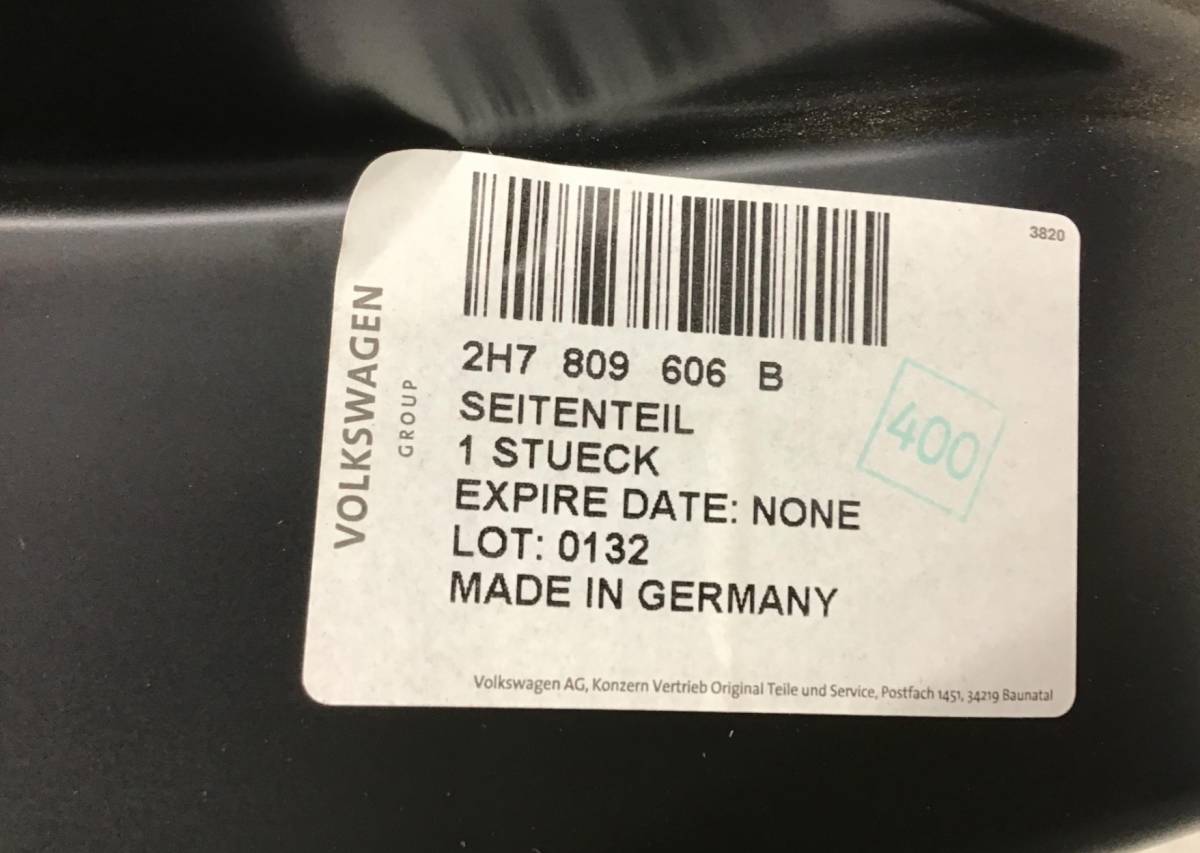 3820
VOLKSWAGEN
GROUP
2H7 809 606 B
SEITENTEIL
1 STUECK
EXPIRE DATE: NONE
LOT: 0132
MADE IN GERMANY
400
Volkswagen AG, Konzern Vertrieb Original Teile und Service, Postfach 1451, 34219 Baunatal